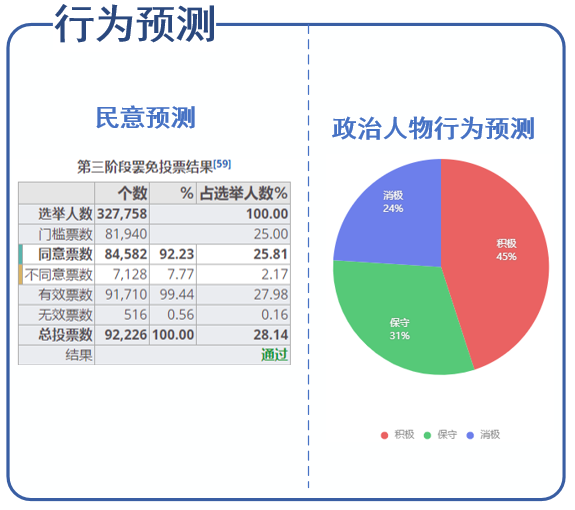 行为预测
民意预测
第三阶段罢免投票结果[59]
个数 % 占选举人数%
选举人数 327,758 100.00
门槛票数 81,940 25.00
同意票数 84,582 92.23 25.81
不同意票数 7,128 7.77 2.17
有效票数 91,710 99.44 27.98
无效票数 516 0.56 0.16
总投票数 92,226 100.00 28.14
结果 通过
政治人物行为预测
消极
24%
积极
45%
保守
31%
积极 保守 消极